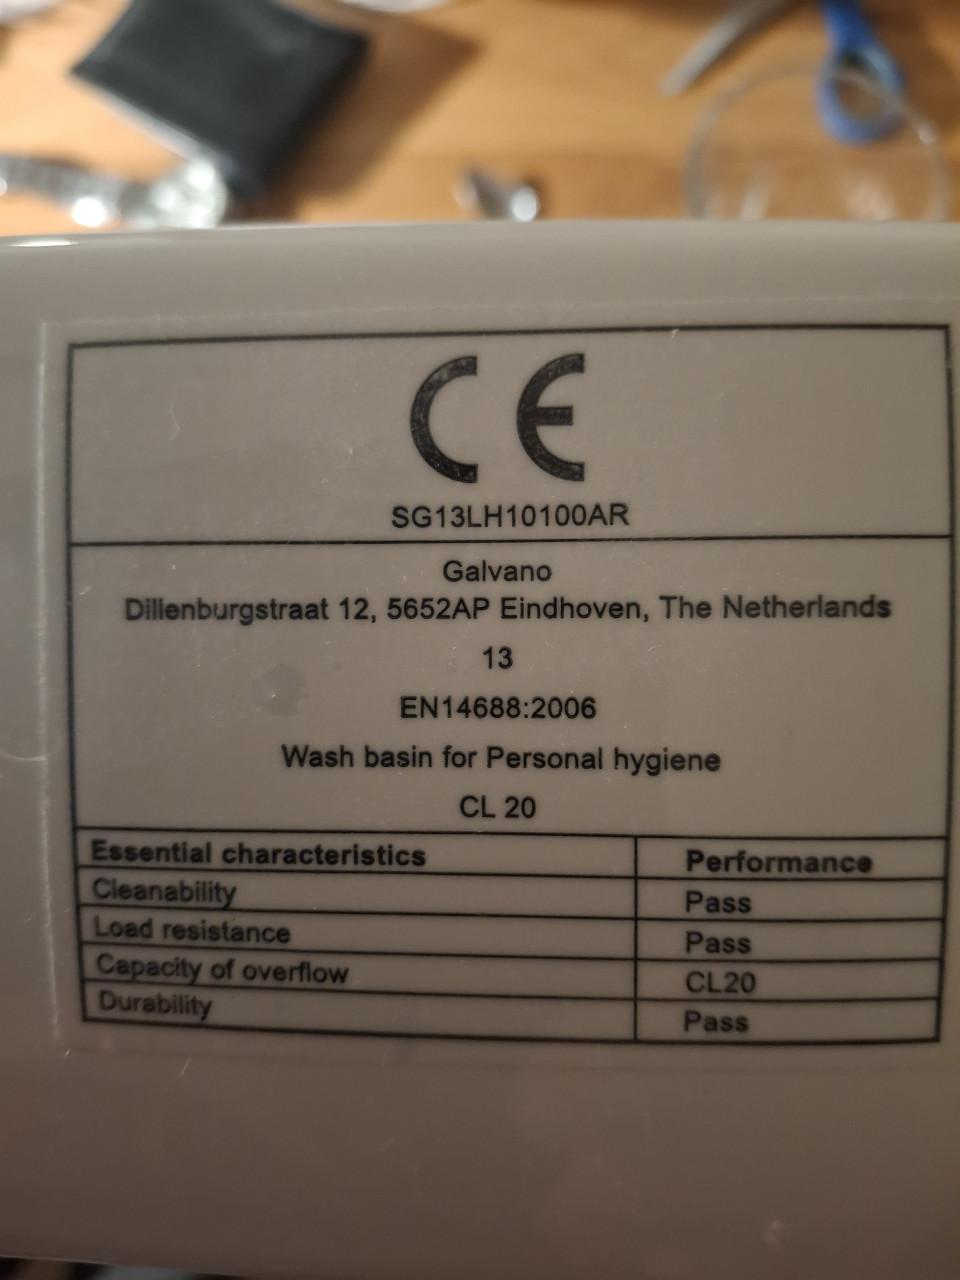 CE
SG13LH10100AR
Galvano
Dillenburgstraat 12, 5652AP Eindhoven, The Netherlands
13
EN14688:2006
Wash basin for Personal hygiene
CL 20
Essential characteristics Performance
Cleanability Pass
Load resistance Pass
Capacity of overflow CL20
Durability Pass